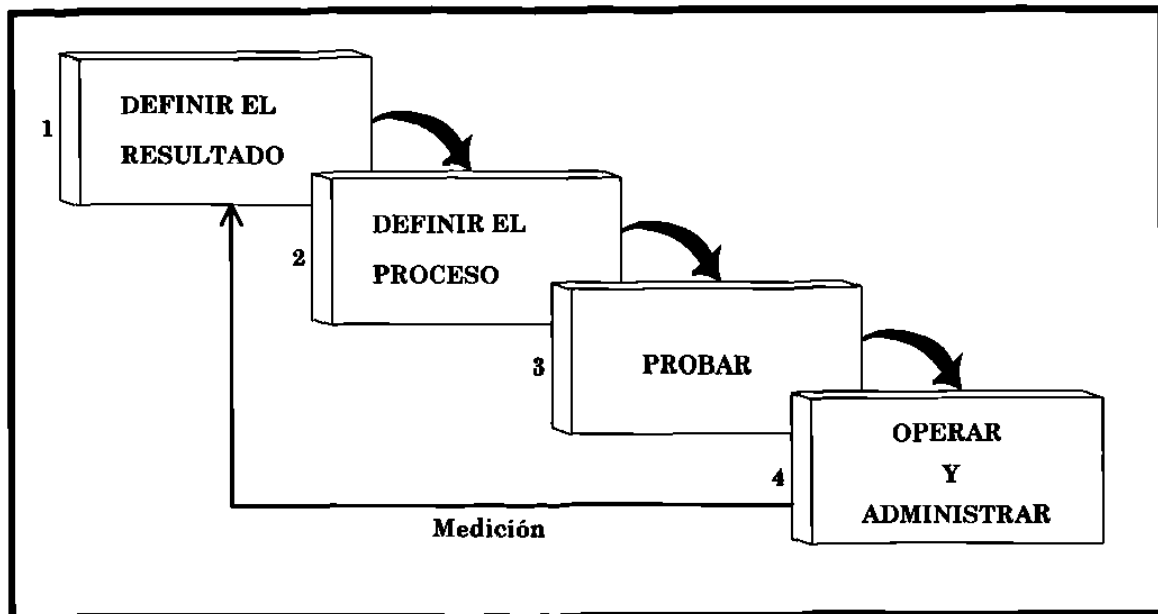 1
DEFINIR EL
RESULTADO
2
DEFINIR EL
PROCESO
3
PROBAR
4
OPERAR
Y
ADMINISTRAR
Medición